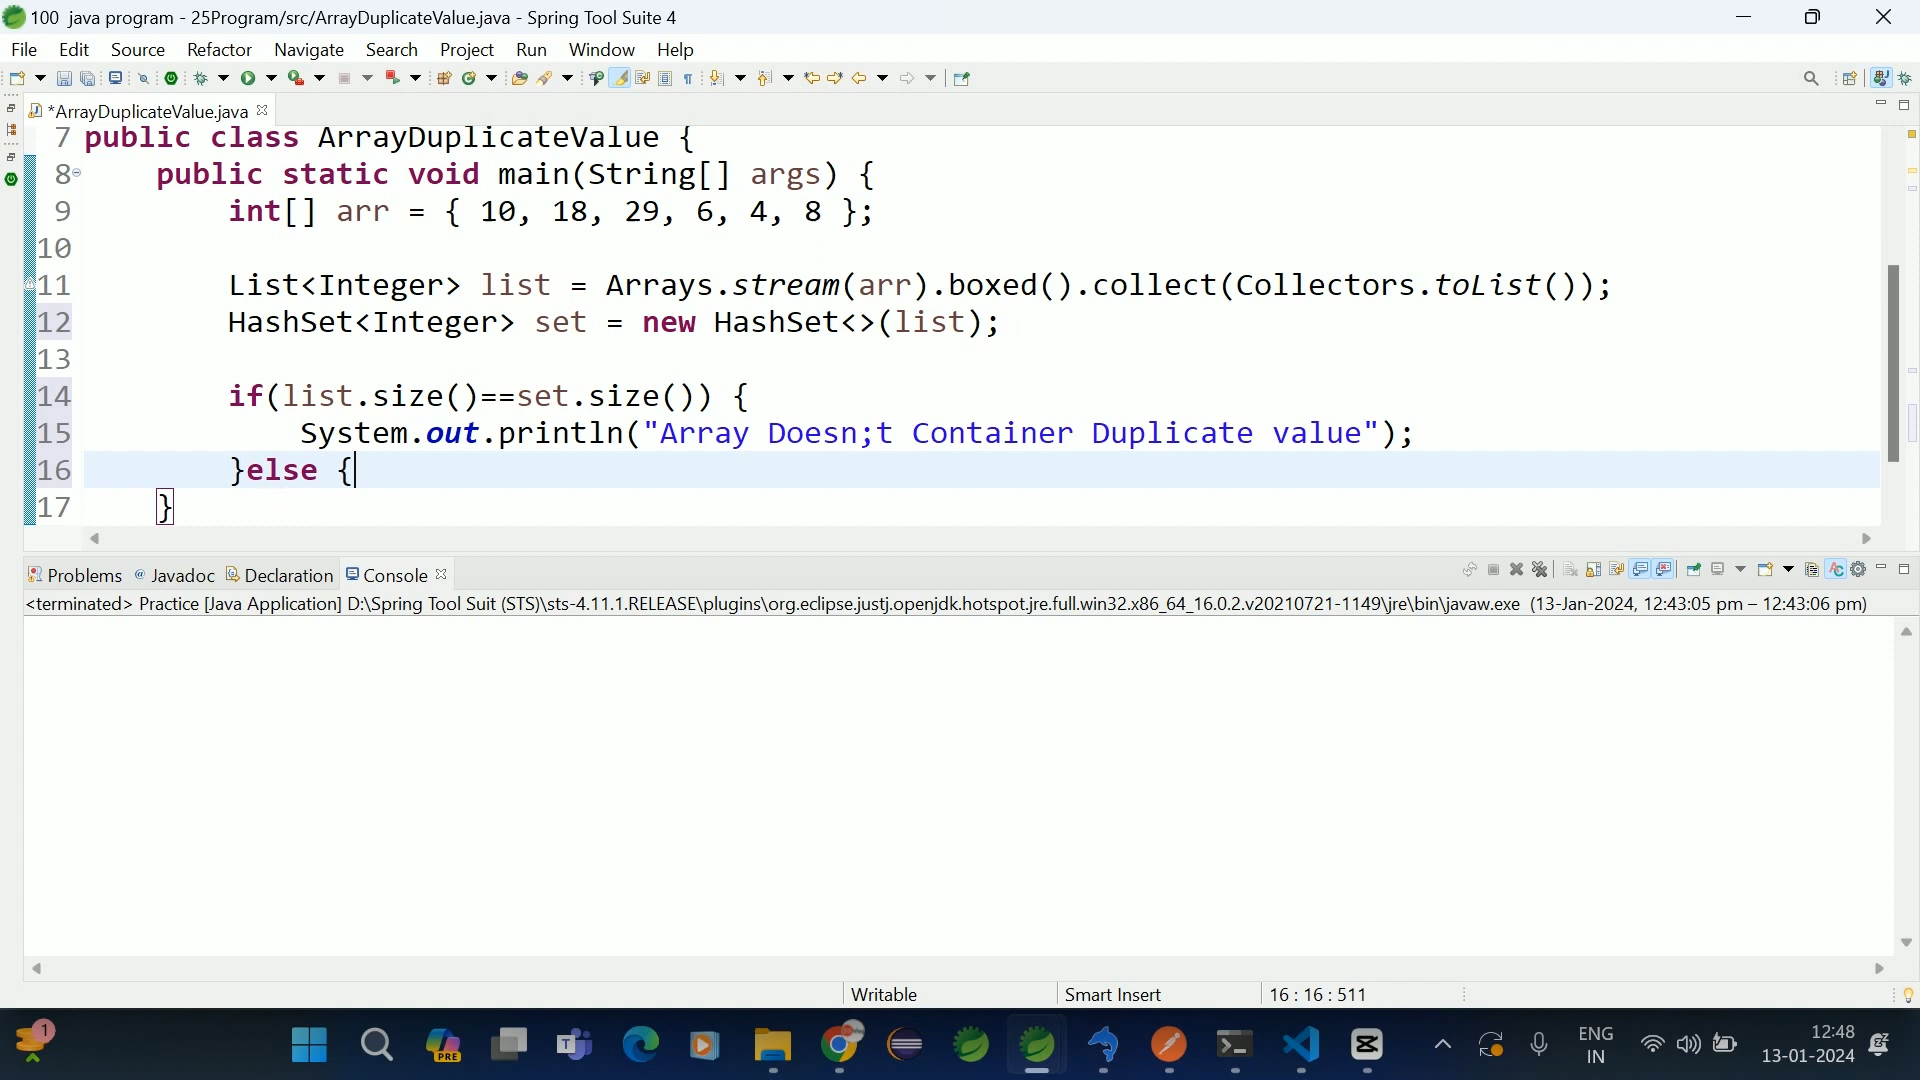 100 java program - 25Program/src/ArrayDuplicateValue.java - Spring Tool Suite 4
File Edit Source Refactor Navigate Search Project Run Window Help
*ArrayDuplicateValue.java
7 public class ArrayDuplicateValue {
8 public static void main(String[] args) {
9 int[] arr = { 10, 18, 29, 6, 4, 8 };
10
11 List<Integer> list = Arrays.stream(arr).boxed().collect(Collectors.toList());
12 HashSet<Integer> set = new HashSet<>(list);
13
14 if(list.size()==set.size()) {
15 System.out.println("Array Doesn;t Container Duplicate value");
16 }else {
17 }
Problems Javadoc Declaration Console
<terminated> Practice [Java Application] D:\Spring Tool Suit (STS)\sts-4.11.1.RELEASE\plugins\org.eclipse.justj.openjdk.hotspot.jre.full.win32.x86_64_16.0.2.v20210721-1149\jre\bin\javaw.exe (13-Jan-2024, 12:43:05 pm – 12:43:06 pm)
Writable Smart Insert 16 : 16 : 511
1 PRE ENG 12:48
IN 13-01-2024